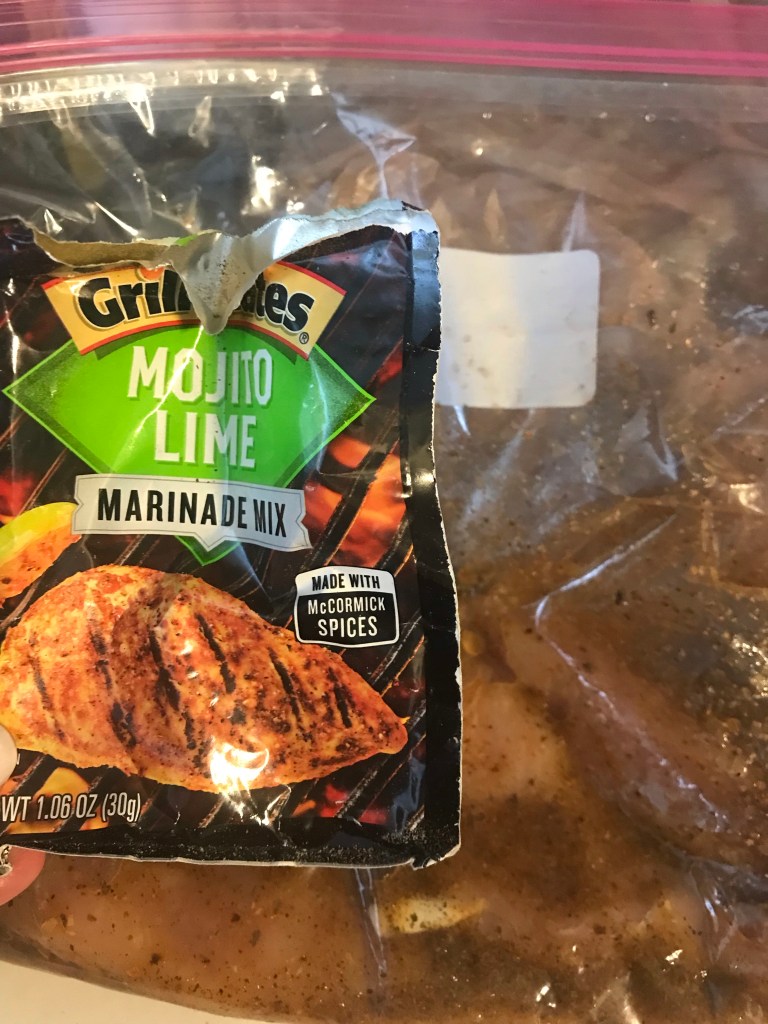 MOJITO
LIME
MARINADE MIX
MADE WITH
McCORMICK
SPICES
WT 1.06 OZ (30g)